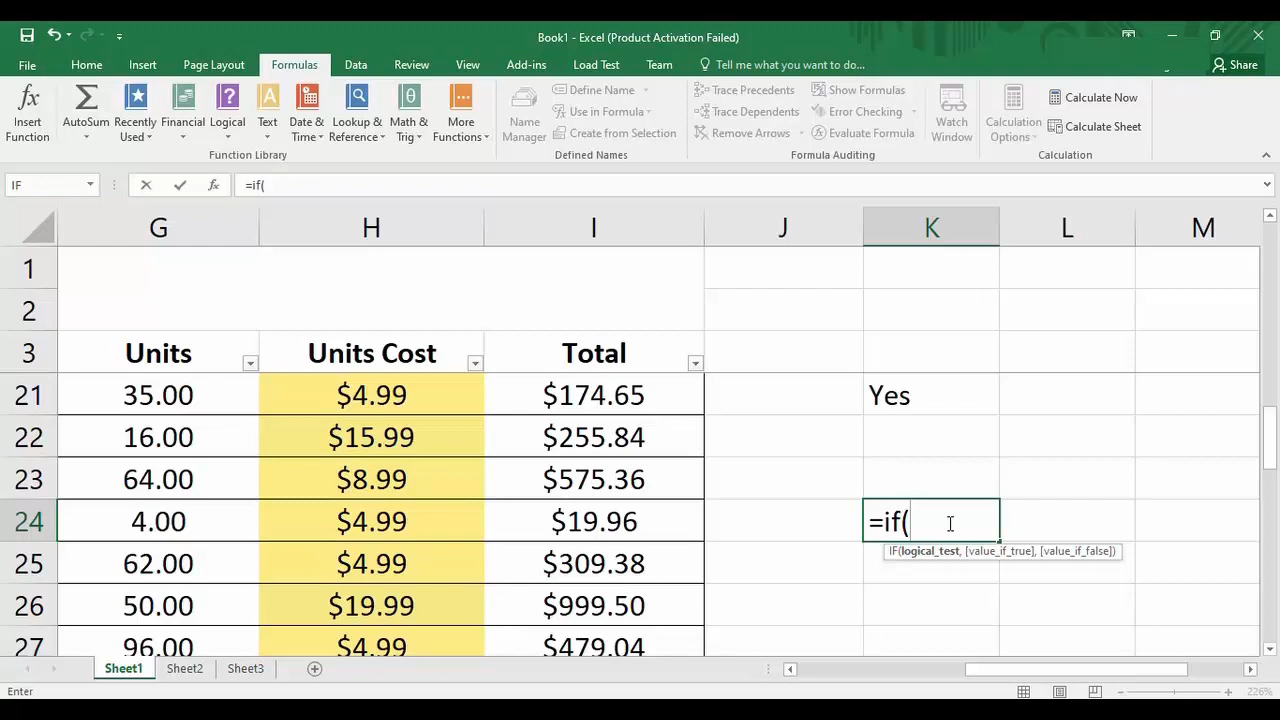 Book1 - Excel (Product Activation Failed)
File Home Insert Page Layout Formulas Data Review View Add-ins Load Test Team Tell me what you want to do... Share
Insert Function
AutoSum
Recently Used
Financial
Logical
Text
Date & Time
Lookup & Reference
Math & Trig
More Functions
Function Library
Name Manager
Define Name
Use in Formula
Create from Selection
Defined Names
Trace Precedents
Trace Dependents
Remove Arrows
Show Formulas
Error Checking
Evaluate Formula
Formula Auditing
Watch Window
Calculation Options
Calculate Now
Calculate Sheet
Calculation
IF fx =if(
G H I J K L M
1
2
3 Units Units Cost Total
21 35.00 $4.99 $174.65 Yes
22 16.00 $15.99 $255.84
23 64.00 $8.99 $575.36
24 4.00 $4.99 $19.96 =if(
IF(logical_test, [value_if_true], [value_if_false])
25 62.00 $4.99 $309.38
26 50.00 $19.99 $999.50
27 96.00 $4.99 $479.04
Sheet1 Sheet2 Sheet3
Enter 226%